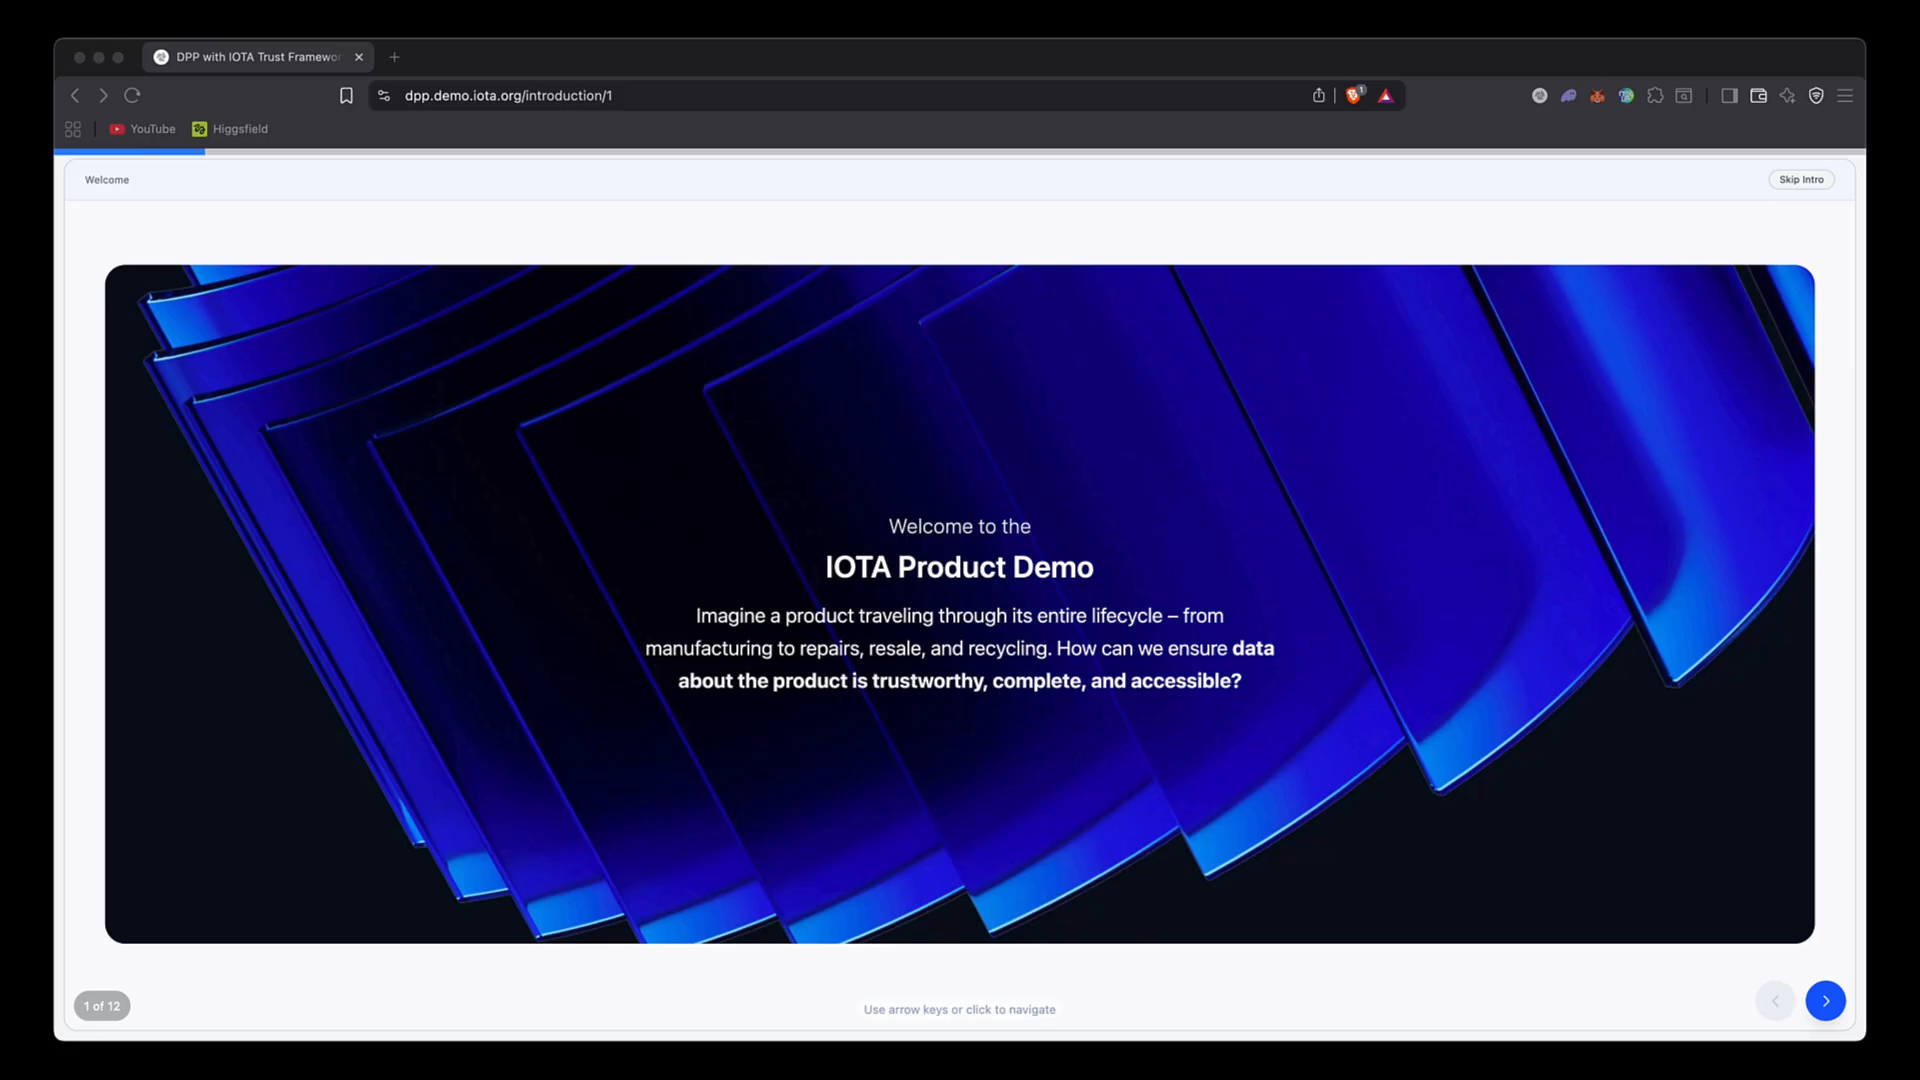 DPP with IOTA Trust Framewor
dpp.demo.iota.org/introduction/1
1
YouTube
Higgsfield
Welcome
Skip Intro
Welcome to the
IOTA Product Demo
Imagine a product traveling through its entire lifecycle – from
manufacturing to repairs, resale, and recycling. How can we ensure data
about the product is trustworthy, complete, and accessible?
1 of 12
Use arrow keys or click to navigate